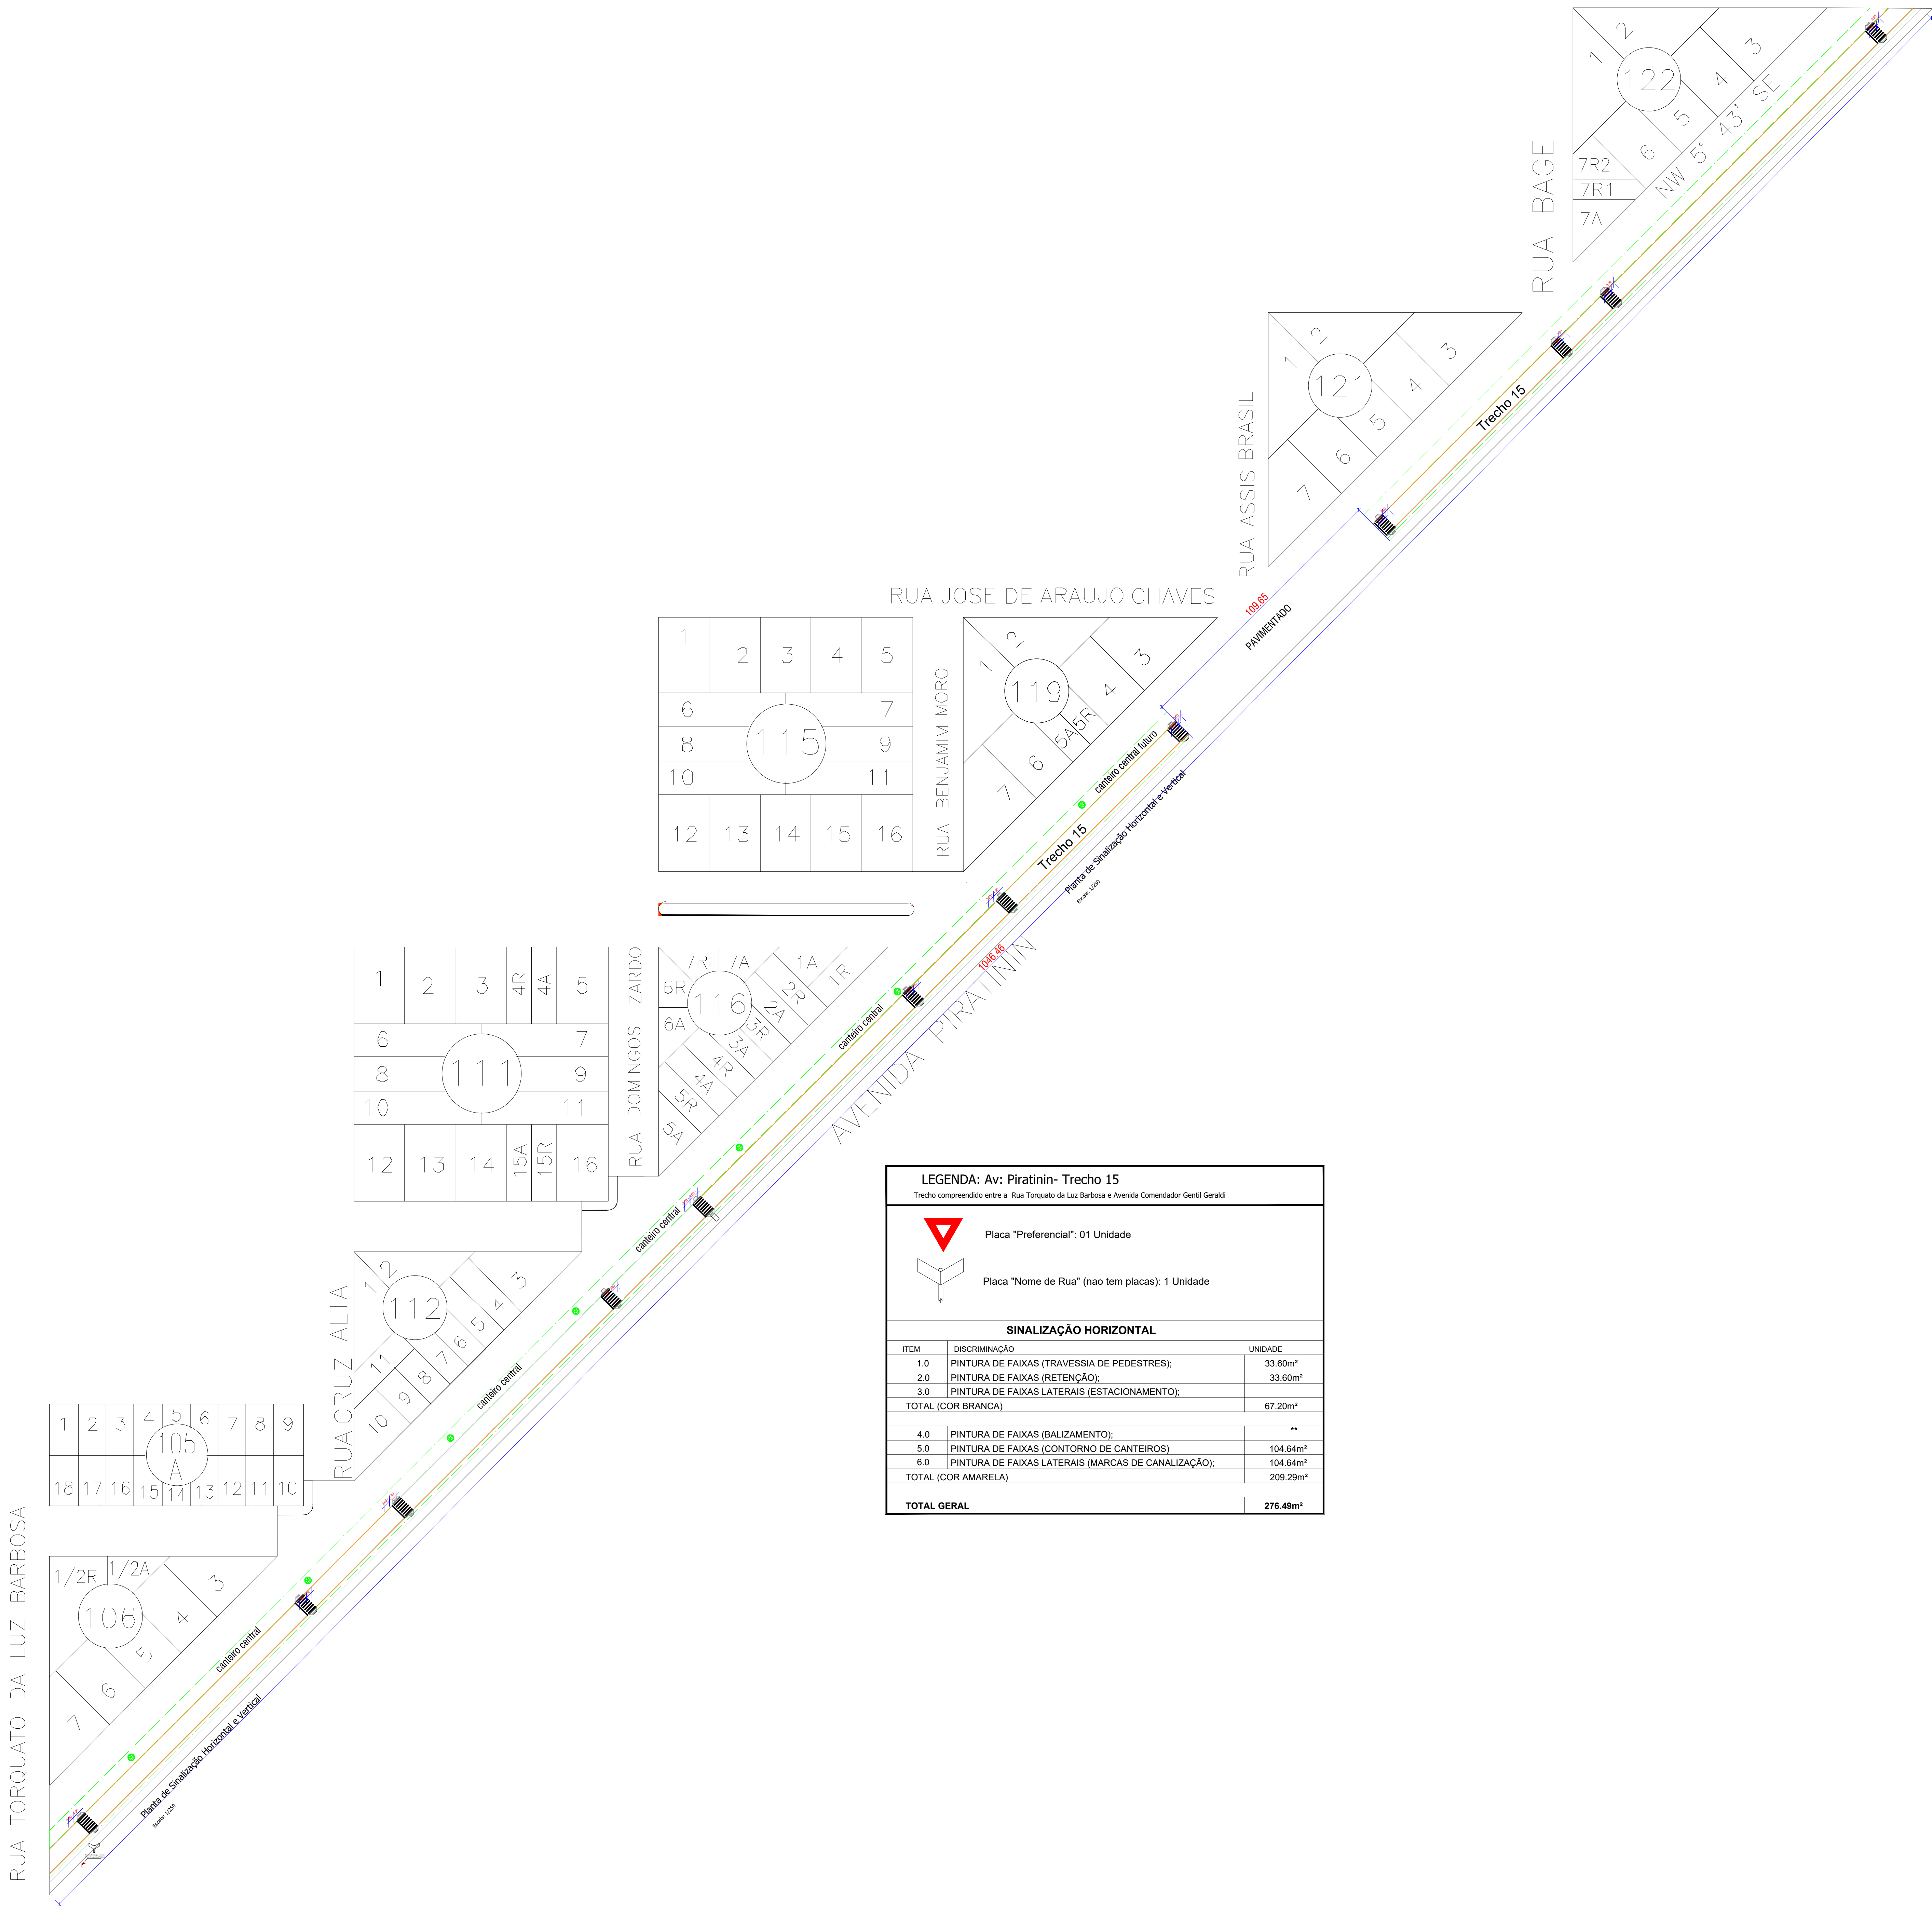 122
1
2
3
4
5
6
7R2
7R1
7A
NW 5° 43' SE
RUA BAGE
121
1
2
3
4
5
6
7
RUA ASSIS BRASIL
Trecho 15
109.65
PAVIMENTADO
RUA JOSE DE ARAUJO CHAVES
115
1
2
3
4
5
6
7
8
9
10
11
12
13
14
15
16
RUA BENJAMIM MORO
119
1
2
3
4
5R
5A
6
7
canteiro central futuro
Trecho 15
Planta de Sinalização Horizontal e Vertical
Escala: 1/250
1046.46
AVENIDA PIRATININ
111
1
2
3
4R
4A
5
6
7
8
9
10
11
12
13
14
15A
15R
16
RUA DOMINGOS ZARDO
116
7R
7A
1A
1R
6R
2R
2A
6A
3R
3A
4R
4A
5R
5A
canteiro central
canteiro central
RUA CRUZ ALTA
112
1
2
3
4
5
6
7
8
9
10
11
canteiro central
105
A
1
2
3
4
5
6
7
8
9
18
17
16
15
14
13
12
11
10
RUA TORQUATO DA LUZ BARBOSA
106
1/2R
1/2A
3
4
5
6
7
canteiro central
Planta de Sinalização Horizontal e Vertical
Escala: 1/250
LEGENDA: Av: Piratinin- Trecho 15
Trecho compreendido entre a Rua Torquato da Luz Barbosa e Avenida Comendador Gentil Geraldi
Placa "Preferencial": 01 Unidade
Placa "Nome de Rua" (nao tem placas): 1 Unidade
SINALIZAÇÃO HORIZONTAL
ITEM DISCRIMINAÇÃO UNIDADE
1.0 PINTURA DE FAIXAS (TRAVESSIA DE PEDESTRES); 33.60m²
2.0 PINTURA DE FAIXAS (RETENÇÃO); 33.60m²
3.0 PINTURA DE FAIXAS LATERAIS (ESTACIONAMENTO);
TOTAL (COR BRANCA) 67.20m²
4.0 PINTURA DE FAIXAS (BALIZAMENTO); **
5.0 PINTURA DE FAIXAS (CONTORNO DE CANTEIROS) 104.64m²
6.0 PINTURA DE FAIXAS LATERAIS (MARCAS DE CANALIZAÇÃO); 104.64m²
TOTAL (COR AMARELA) 209.29m²
TOTAL GERAL 276.49m²